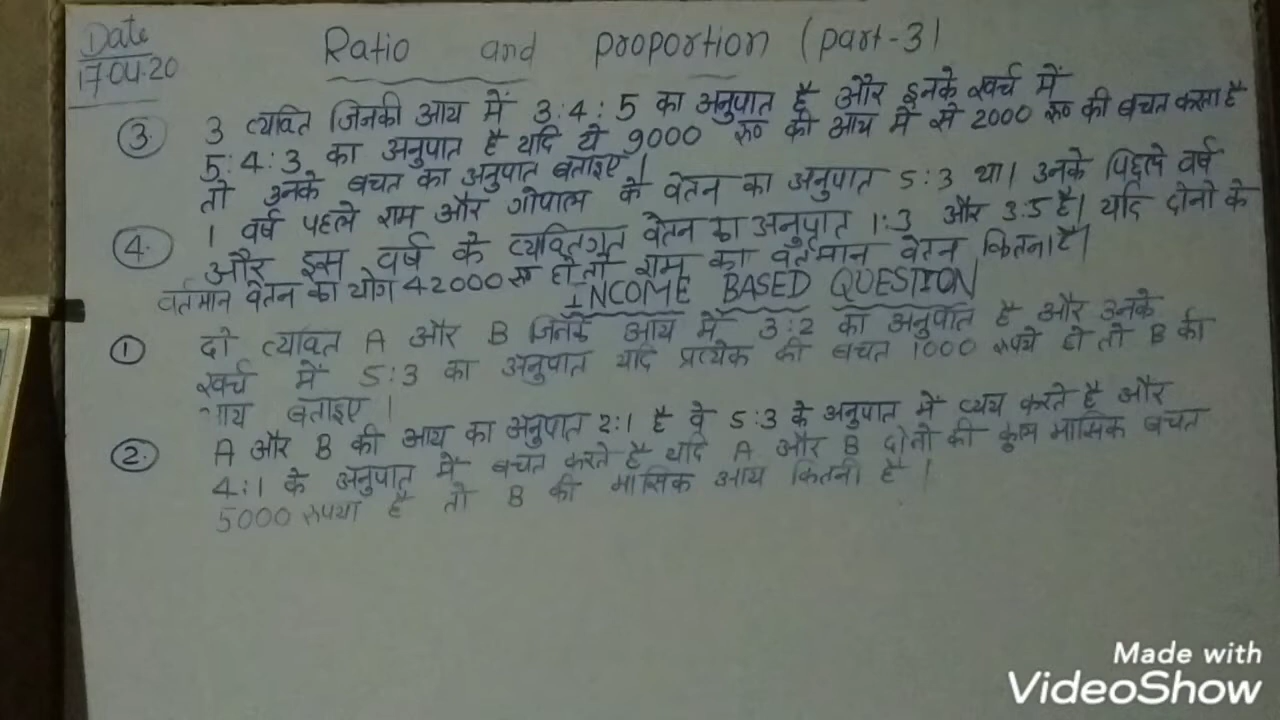 Date
17.04.20
Ratio and proportion (part-3)
③ 3 व्यक्ति जिनकी आय में 3:4:5 का अनुपात है और इनके खर्च में
5:4:3 का अनुपात है यदि ये 9000 रू० की आय में से 2000 रू० की बचत करता है
तो उनके बचत का अनुपात बताइए।
④. 1 वर्ष पहले राम और गोपाल के वेतन का अनुपात 5:3 था। उनके पिछले वर्ष
और इस वर्ष के व्यक्तिगत वेतन का अनुपात 1:3 और 3:5 है। यदि दोनो के
वर्तमान वेतन का योग 42000 रू हो तो राम का वर्तमान वेतन कितना है।
INCOME BASED QUESTION
① दो व्यक्ति A और B जिनके आय में 3:2 का अनुपात है और उनके
खर्च में 5:3 का अनुपात यदि प्रत्येक की बचत 1000 रुपये हो तो B की
आय बताइए।
②. A और B की आय का अनुपात 2:1 है वे 5:3 के अनुपात में व्यय करते है और
4:1 के अनुपात में बचत करते है यदि A और B दोनो की कुल मासिक बचत
5000 रुपया है तो B की मासिक आय कितनी है।
Made with
VideoShow